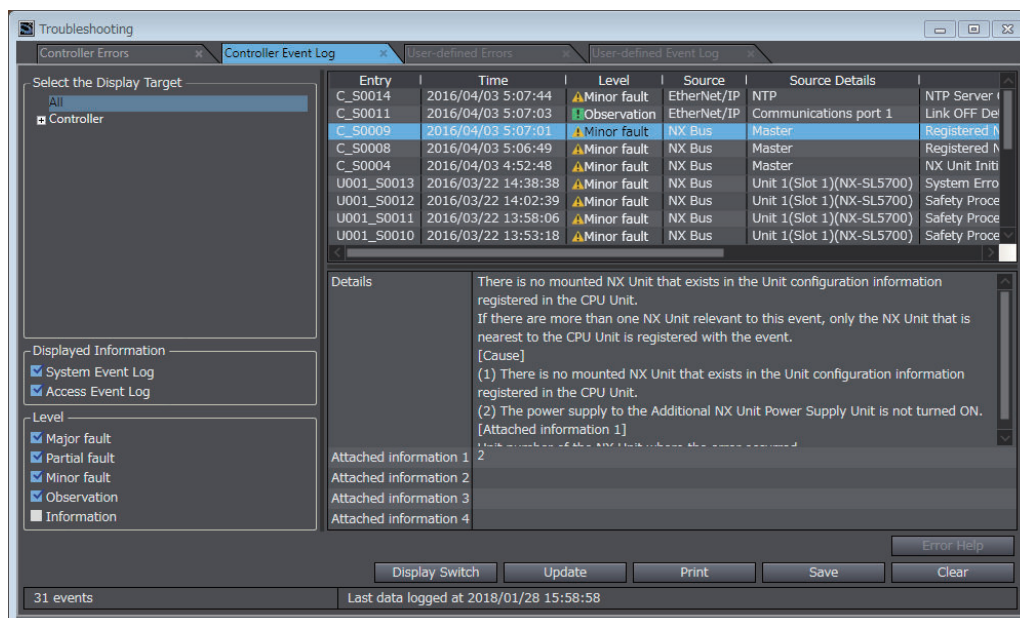 Troubleshooting
Controller Errors x Controller Event Log x User-defined Errors x User-defined Event Log x
Select the Display Target
All
Controller
Displayed Information
System Event Log
Access Event Log
Level
Major fault
Partial fault
Minor fault
Observation
Information
Entry Time Level Source Source Details
C_S0014 2016/04/03 5:07:44 Minor fault EtherNet/IP NTP NTP Server
C_S0011 2016/04/03 5:07:03 Observation EtherNet/IP Communications port 1 Link OFF De
C_S0009 2016/04/03 5:07:01 Minor fault NX Bus Master Registered N
C_S0008 2016/04/03 5:06:49 Minor fault NX Bus Master Registered N
C_S0004 2016/04/03 4:52:48 Minor fault NX Bus Master NX Unit Initi
U001_S0013 2016/03/22 14:38:38 Minor fault NX Bus Unit 1(Slot 1)(NX-SL5700) System Erro
U001_S0012 2016/03/22 14:02:39 Minor fault NX Bus Unit 1(Slot 1)(NX-SL5700) Safety Proce
U001_S0011 2016/03/22 13:58:06 Minor fault NX Bus Unit 1(Slot 1)(NX-SL5700) Safety Proce
U001_S0010 2016/03/22 13:53:18 Minor fault NX Bus Unit 1(Slot 1)(NX-SL5700) Safety Proce
Details There is no mounted NX Unit that exists in the Unit configuration information
registered in the CPU Unit.
If there are more than one NX Unit relevant to this event, only the NX Unit that is
nearest to the CPU Unit is registered with the event.
[Cause]
(1) There is no mounted NX Unit that exists in the Unit configuration information
registered in the CPU Unit.
(2) The power supply to the Additional NX Unit Power Supply Unit is not turned ON.
[Attached information 1]
Unit number of the NX Unit where the error occurred
Attached information 1 2
Attached information 2
Attached information 3
Attached information 4
Error Help
Display Switch Update Print Save Clear
31 events Last data logged at 2018/01/28 15:58:58